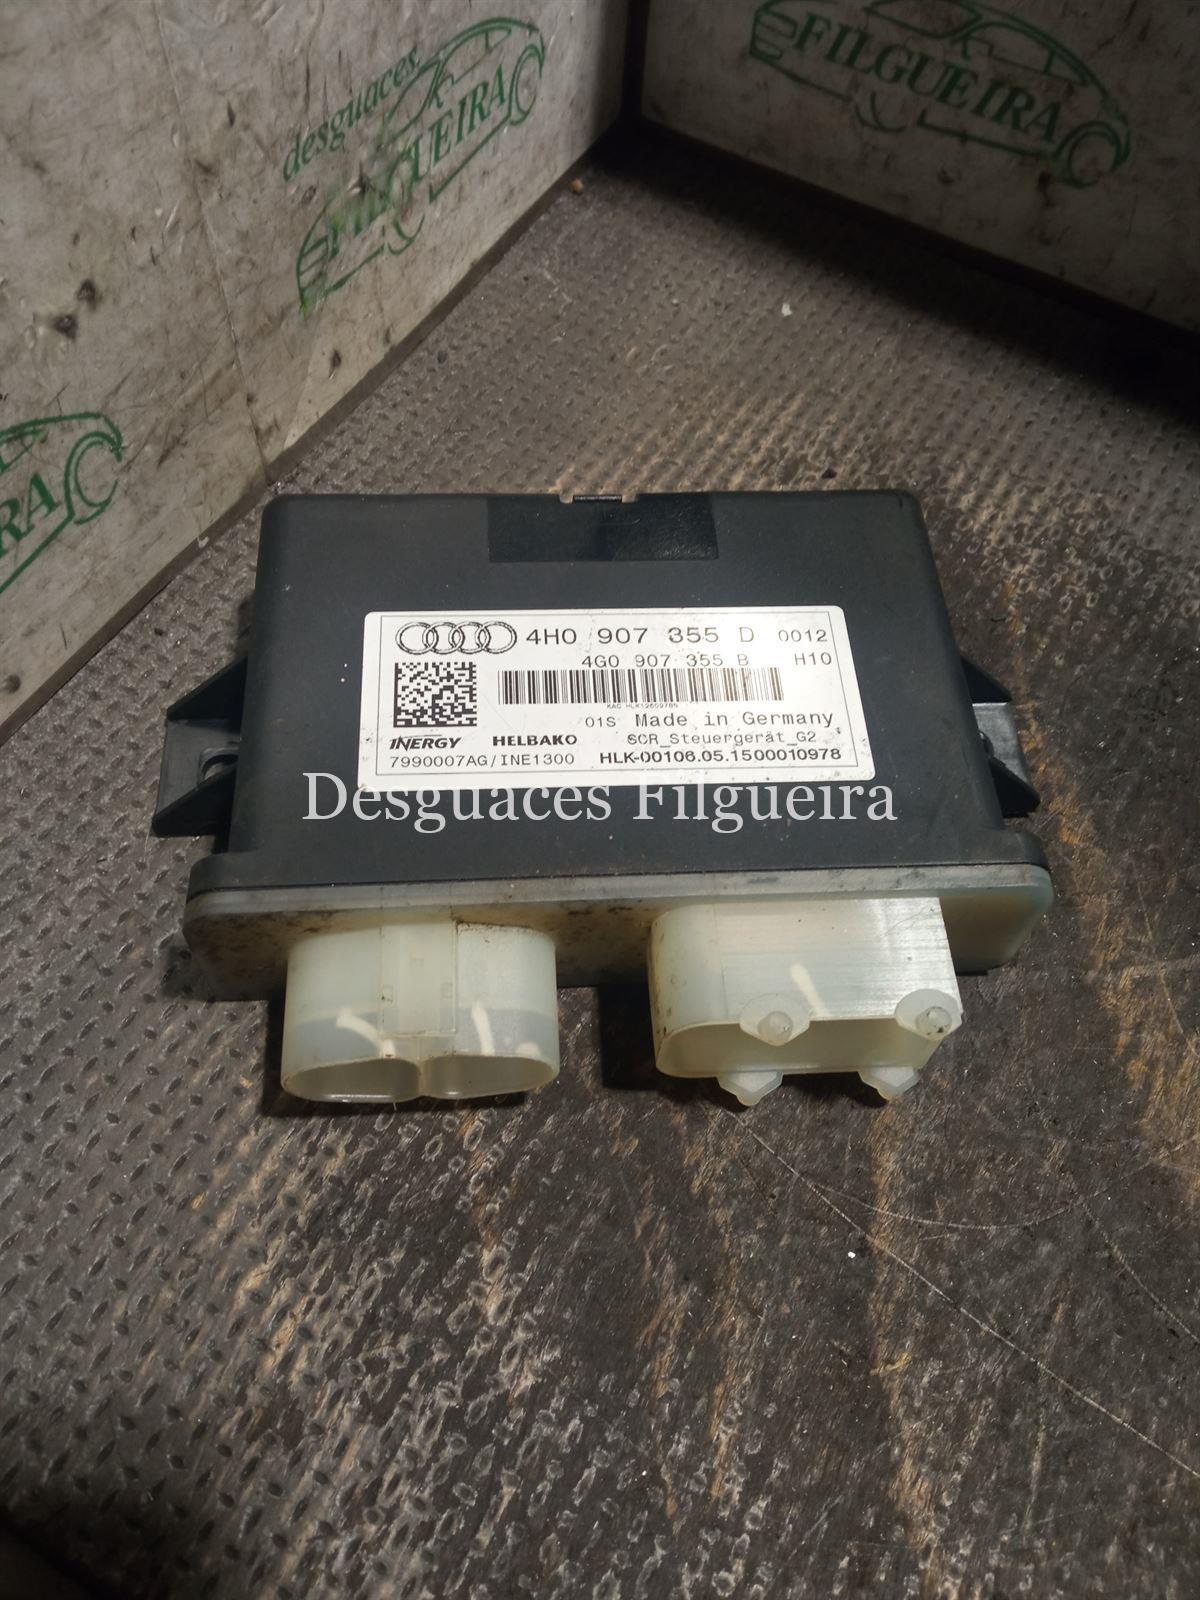 desguaces
FILGUEIRA
FILGUEIRA
RA
4H0 907 355 D 0012
4G0 907 355 B H10
01S Made in Germany
INERGY HELBAKO SCR_Steuergerät_G2
7990007AG/INE1300 HLK-00106.05.1500010978
Desguaces Filgueira